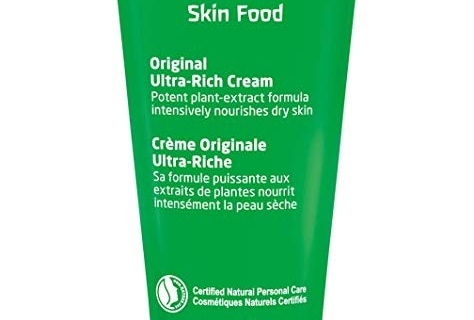 Skin Food
Original
Ultra-Rich Cream
Potent plant-extract formula
intensively nourishes dry skin
Crème Originale
Ultra-Riche
Sa formule puissante aux
extraits de plantes nourrit
intensément la peau sèche
Certified Natural Personal Care
Cosmétiques Naturels Certifiés